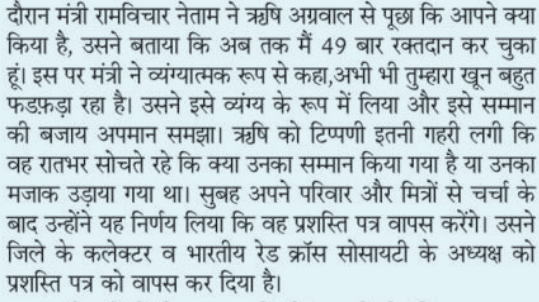 दौरान मंत्री रामविचार नेताम ने ऋषि अग्रवाल से पूछा कि आपने क्या
किया है, उसने बताया कि अब तक मैं 49 बार रक्तदान कर चुका
हूं। इस पर मंत्री ने व्यंग्यात्मक रूप से कहा,अभी भी तुम्हारा खून बहुत
फडफ़ड़ा रहा है। उसने इसे व्यंग्य के रूप में लिया और इसे सम्मान
की बजाय अपमान समझा। ऋषि को टिप्पणी इतनी गहरी लगी कि
वह रातभर सोचते रहे कि क्या उनका सम्मान किया गया है या उनका
मजाक उड़ाया गया था। सुबह अपने परिवार और मित्रों से चर्चा के
बाद उन्होंने यह निर्णय लिया कि वह प्रशस्ति पत्र वापस करेंगे। उसने
जिले के कलेक्टर व भारतीय रेड क्रॉस सोसायटी के अध्यक्ष को
प्रशस्ति पत्र को वापस कर दिया है।